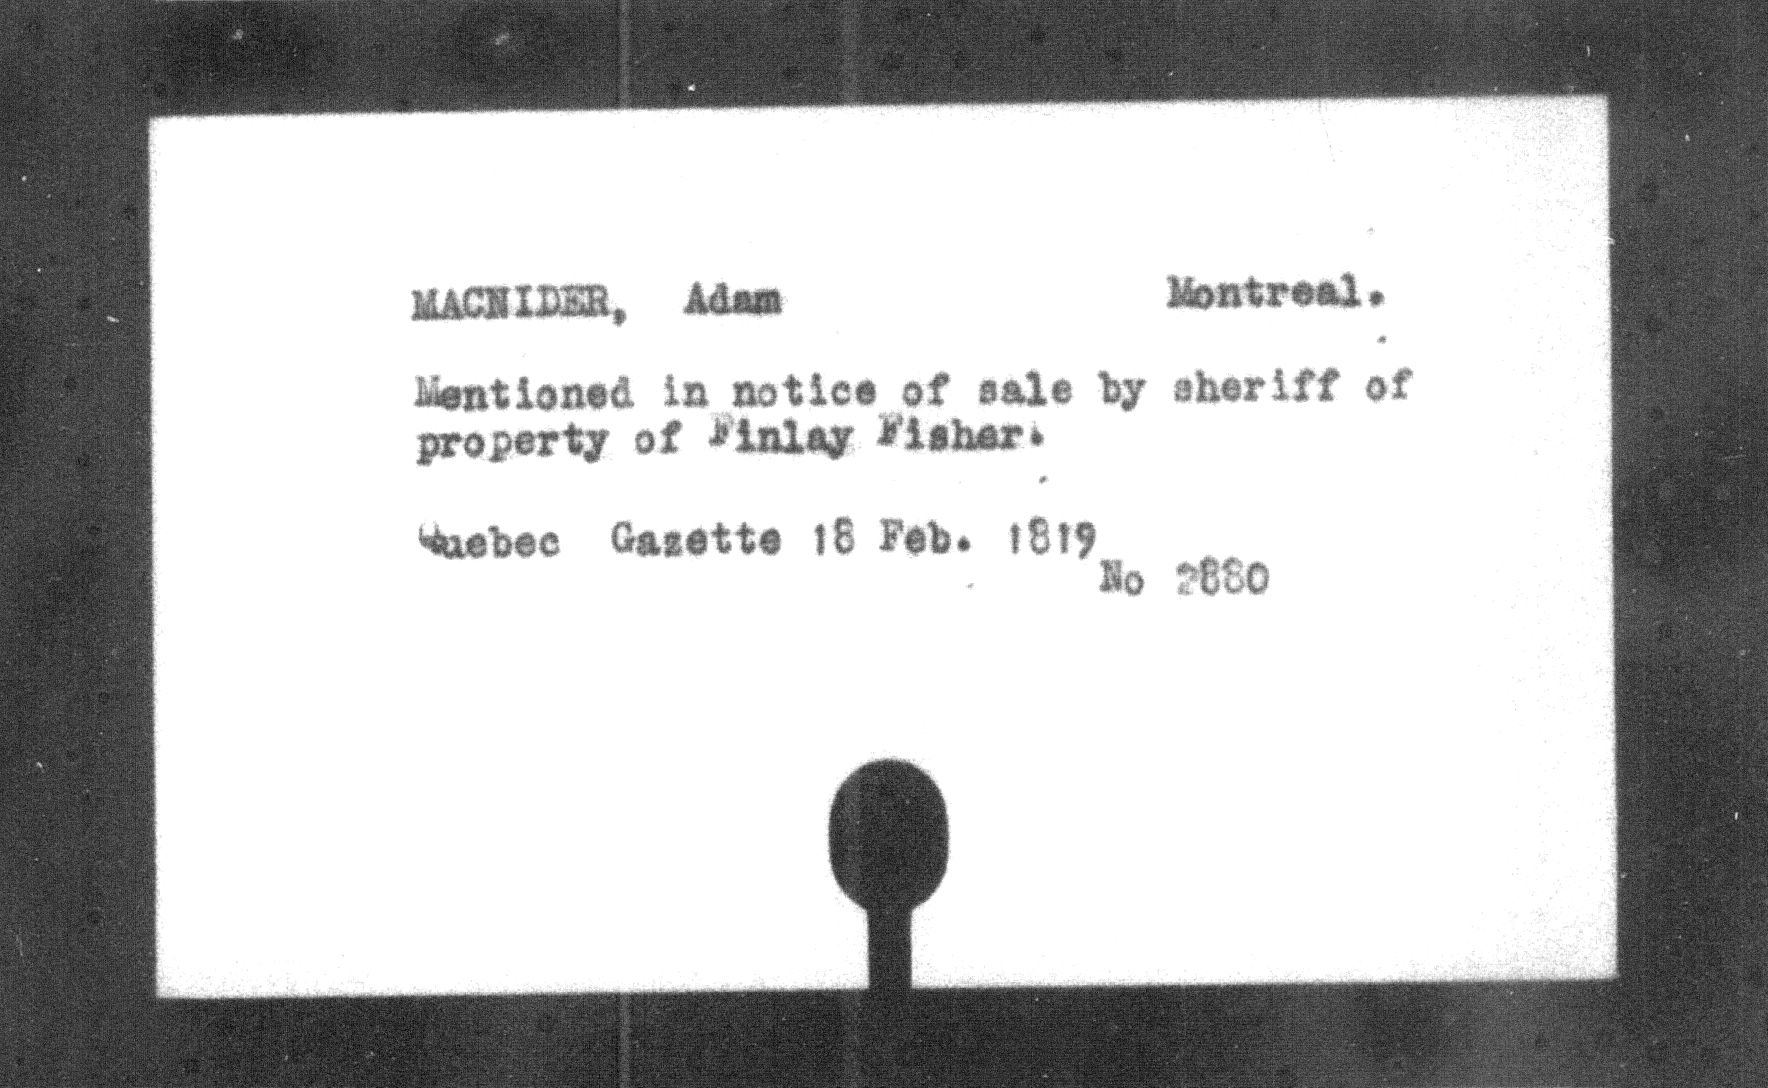 MACNIDER, Adam Montreal.
Mentioned in notice of sale by sheriff of
property of Finlay Fisher.
Quebec Gazette 18 Feb. 1819
No 2880